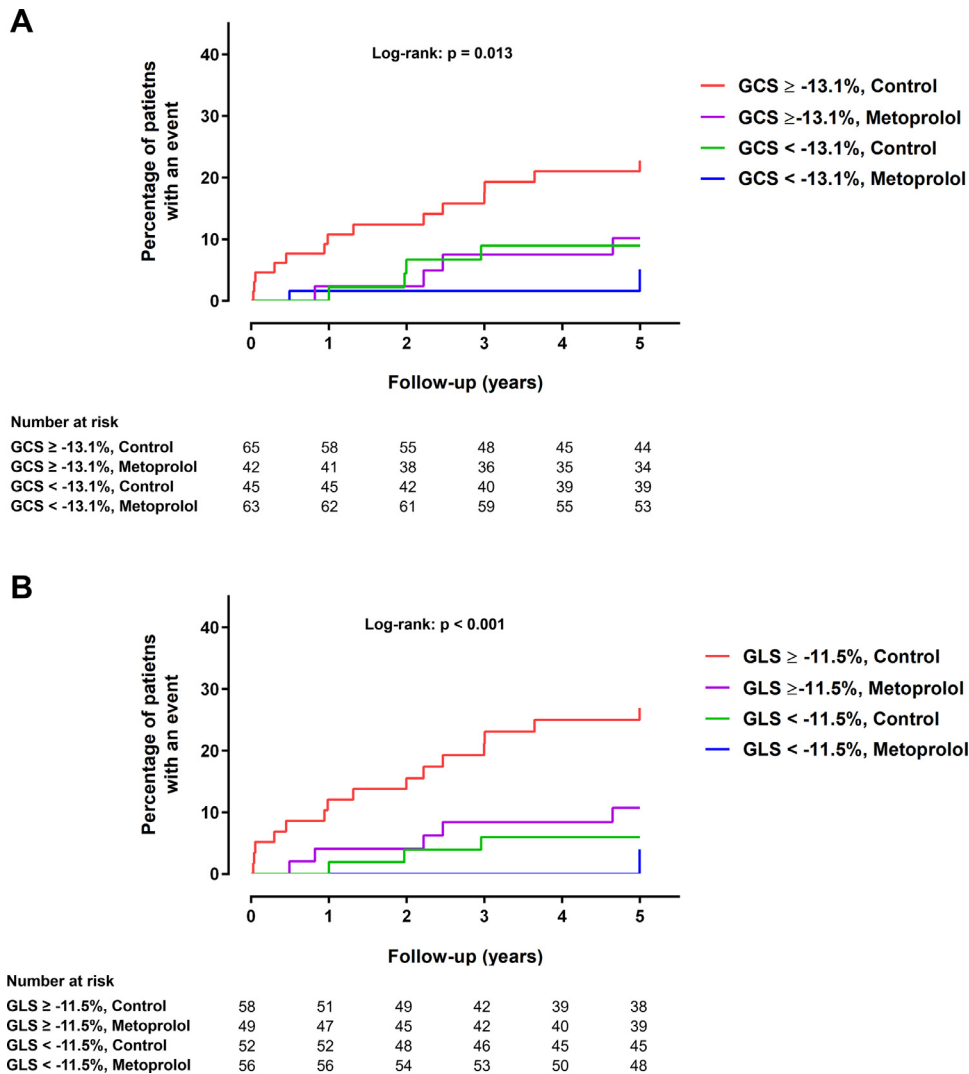 A
Percentage of patietns
with an event
40
30
20
10
0
Log-rank: p = 0.013
GCS ≥ -13.1%, Control
GCS ≥-13.1%, Metoprolol
GCS < -13.1%, Control
GCS < -13.1%, Metoprolol
0 1 2 3 4 5
Follow-up (years)
Number at risk
GCS ≥ -13.1%, Control 65 58 55 48 45 44
GCS ≥ -13.1%, Metoprolol 42 41 38 36 35 34
GCS < -13.1%, Control 45 45 42 40 39 39
GCS < -13.1%, Metoprolol 63 62 61 59 55 53
B
Percentage of patietns
with an event
40
30
20
10
0
Log-rank: p < 0.001
GLS ≥ -11.5%, Control
GLS ≥-11.5%, Metoprolol
GLS < -11.5%, Control
GLS < -11.5%, Metoprolol
0 1 2 3 4 5
Follow-up (years)
Number at risk
GLS ≥ -11.5%, Control 58 51 49 42 39 38
GLS ≥ -11.5%, Metoprolol 49 47 45 42 40 39
GLS < -11.5%, Control 52 52 48 46 45 45
GLS < -11.5%, Metoprolol 56 56 54 53 50 48